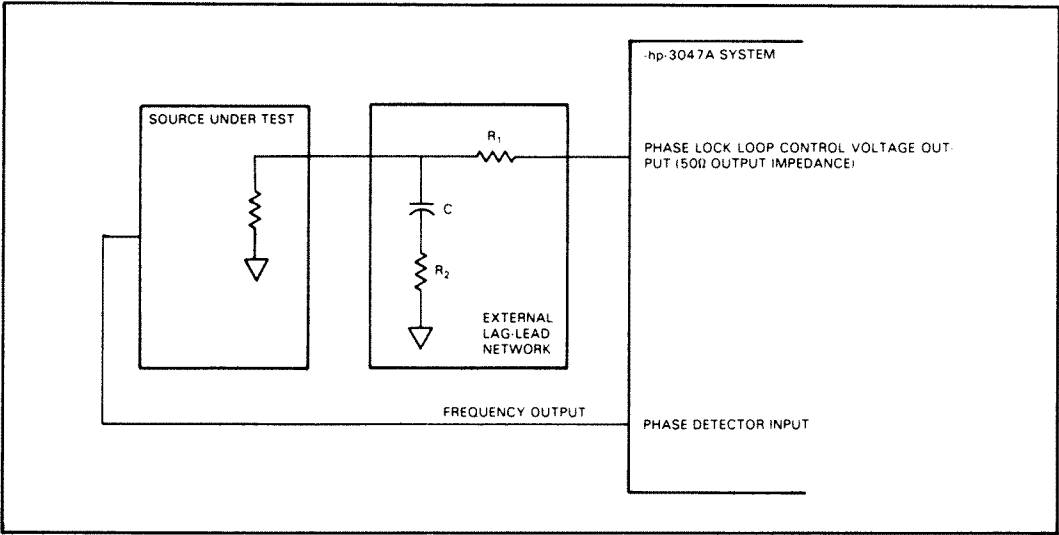 -hp-3047A SYSTEM
SOURCE UNDER TEST
R₁
PHASE LOCK LOOP CONTROL VOLTAGE OUT-
PUT (50Ω OUTPUT IMPEDANCE)
C
R₂
EXTERNAL
LAG-LEAD
NETWORK
FREQUENCY OUTPUT
PHASE DETECTOR INPUT